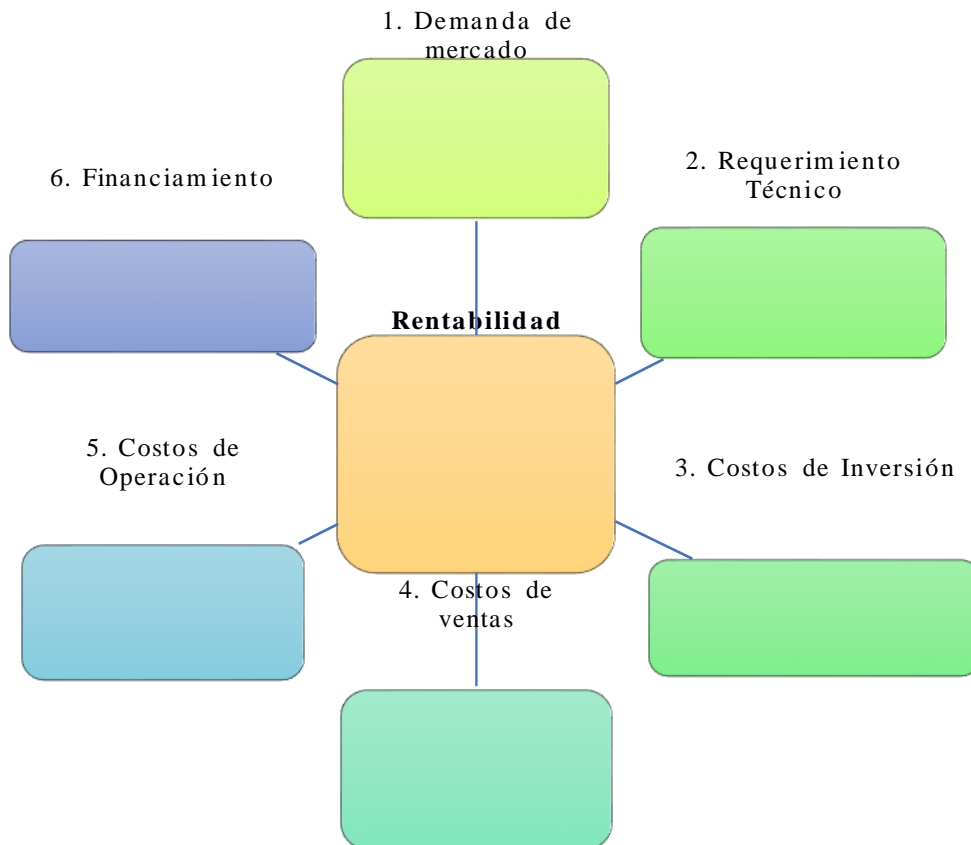 1. Demanda de
mercado
2. Requerimiento
Técnico
6. Financiamiento
Rentabilidad
5. Costos de
Operación
3. Costos de Inversión
4. Costos de
ventas